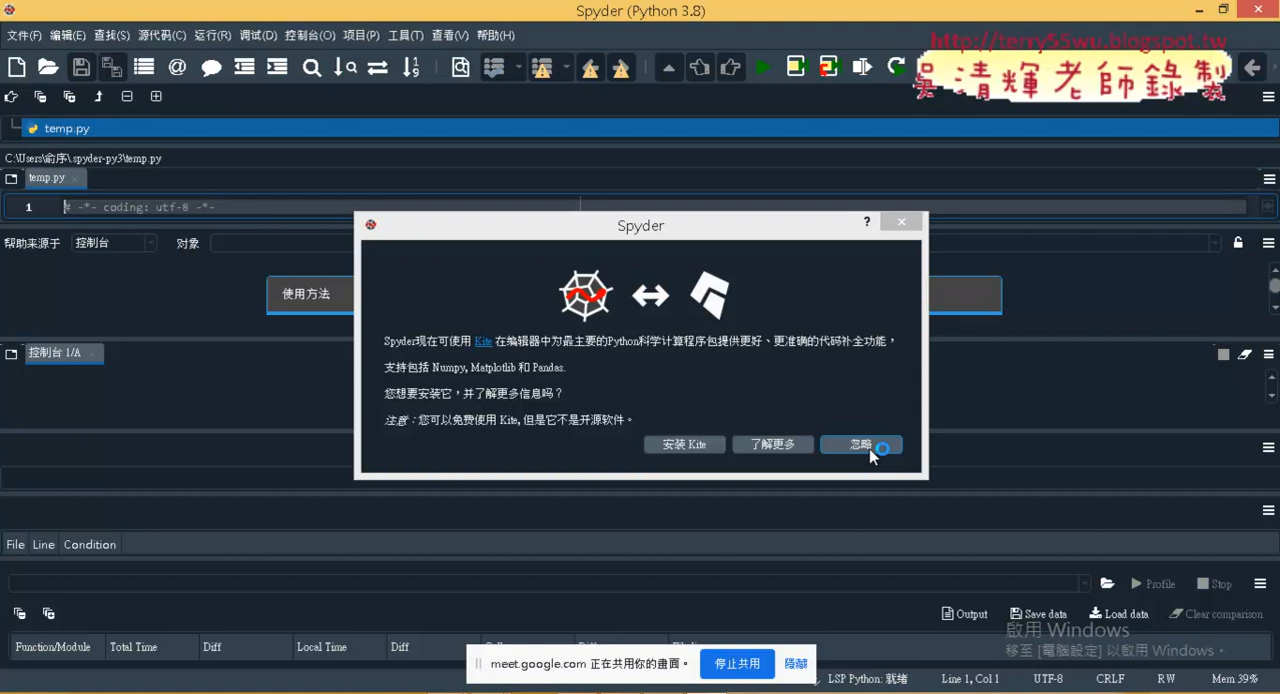 Spyder (Python 3.8)
文件(F) 编辑(E) 查找(S) 源代码(C) 运行(R) 调试(D) 控制台(O) 项目(P) 工具(T) 查看(V) 帮助(H)
http://terry55wu.blogspot.tw
吳清輝老師錄製
temp.py
C:\Users\俞序\.spyder-py3\temp.py
temp.py
1 # -*- coding: utf-8 -*-
帮助来源于 控制台 对象
Spyder
使用方法
Spyder现在可使用 Kite 在编辑器中为最主要的Python科学计算程序包提供更好、更准确的代码补全功能，
支持包括 Numpy, Matplotlib 和 Pandas.
您想要安装它，并了解更多信息吗？
注意：您可以免费使用 Kite, 但是它不是开源软件。
安装 Kite 了解更多 忽略
控制台 1/A
File Line Condition
Profile Stop
Output Save data Load data Clear comparison
啟用 Windows
移至 [電腦設定] 以啟用 Windows。
Function/Module Total Time Diff Local Time Diff
meet.google.com 正在共用你的畫面。 停止共用 隱藏
LSP Python: 就绪 Line 1, Col 1 UTF-8 CRLF RW Mem 39%